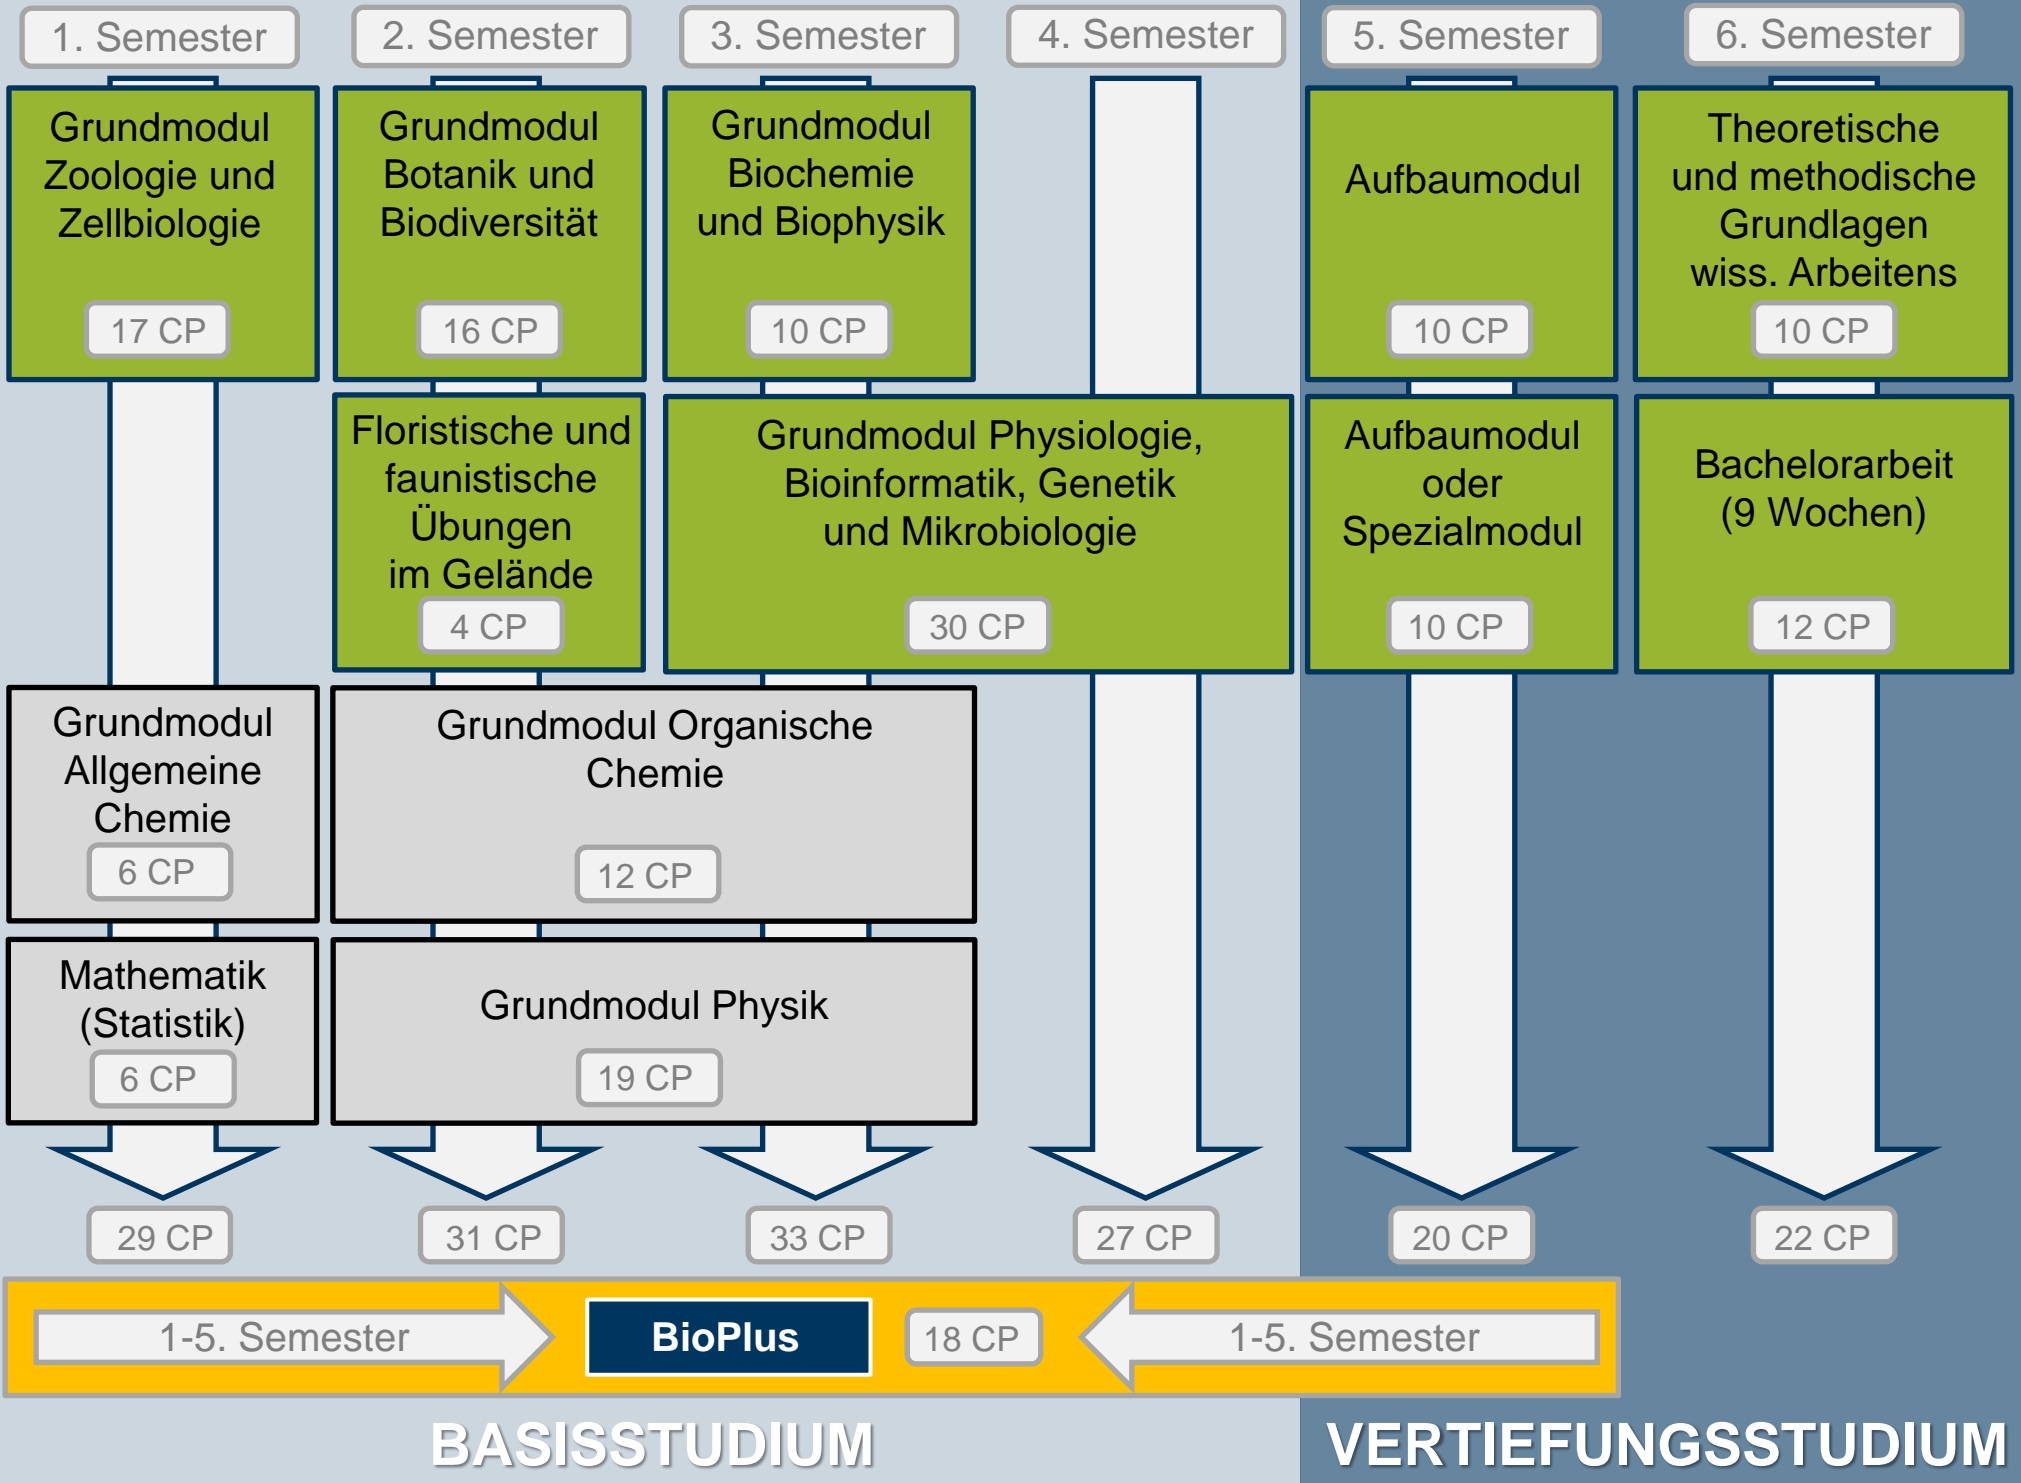 1. Semester
2. Semester
3. Semester
4. Semester
5. Semester
6. Semester
Grundmodul
Zoologie und
Zellbiologie
17 CP
Grundmodul
Botanik und
Biodiversität
16 CP
Grundmodul
Biochemie
und Biophysik
10 CP
Aufbaumodul
10 CP
Theoretische
und methodische
Grundlagen
wiss. Arbeitens
10 CP
Floristische und
faunistische
Übungen
im Gelände
4 CP
Grundmodul Physiologie,
Bioinformatik, Genetik
und Mikrobiologie
30 CP
Aufbaumodul
oder
Spezialmodul
10 CP
Bachelorarbeit
(9 Wochen)
12 CP
Grundmodul
Allgemeine
Chemie
6 CP
Grundmodul Organische
Chemie
12 CP
Mathematik
(Statistik)
6 CP
Grundmodul Physik
19 CP
29 CP
31 CP
33 CP
27 CP
20 CP
22 CP
1-5. Semester
BioPlus
18 CP
1-5. Semester
BASISSTUDIUM
VERTIEFUNGSSTUDIUM